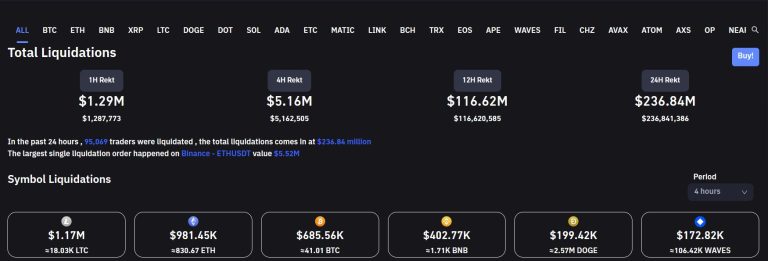 ALL BTC ETH BNB XRP LTC DOGE DOT SOL ADA ETC MATIC LINK BCH TRX EOS APE WAVES FIL CHZ AVAX ATOM AXS OP NEAR
Total Liquidations
Buy!
1H Rekt 4H Rekt 12H Rekt 24H Rekt
$1.29M $5.16M $116.62M $236.84M
$1,287,773 $5,162,505 $116,620,585 $236,841,386
In the past 24 hours , 95,069 traders were liquidated , the total liquidations comes in at $236.84 million
The largest single liquidation order happened on Binance - ETHUSDT value $5.52M
Symbol Liquidations
Period
4 hours
$1.17M $981.45K $685.56K $402.77K $199.42K $172.82K
≈18.03K LTC ≈830.67 ETH ≈41.01 BTC ≈1.71K BNB ≈2.57M DOGE ≈106.42K WAVES